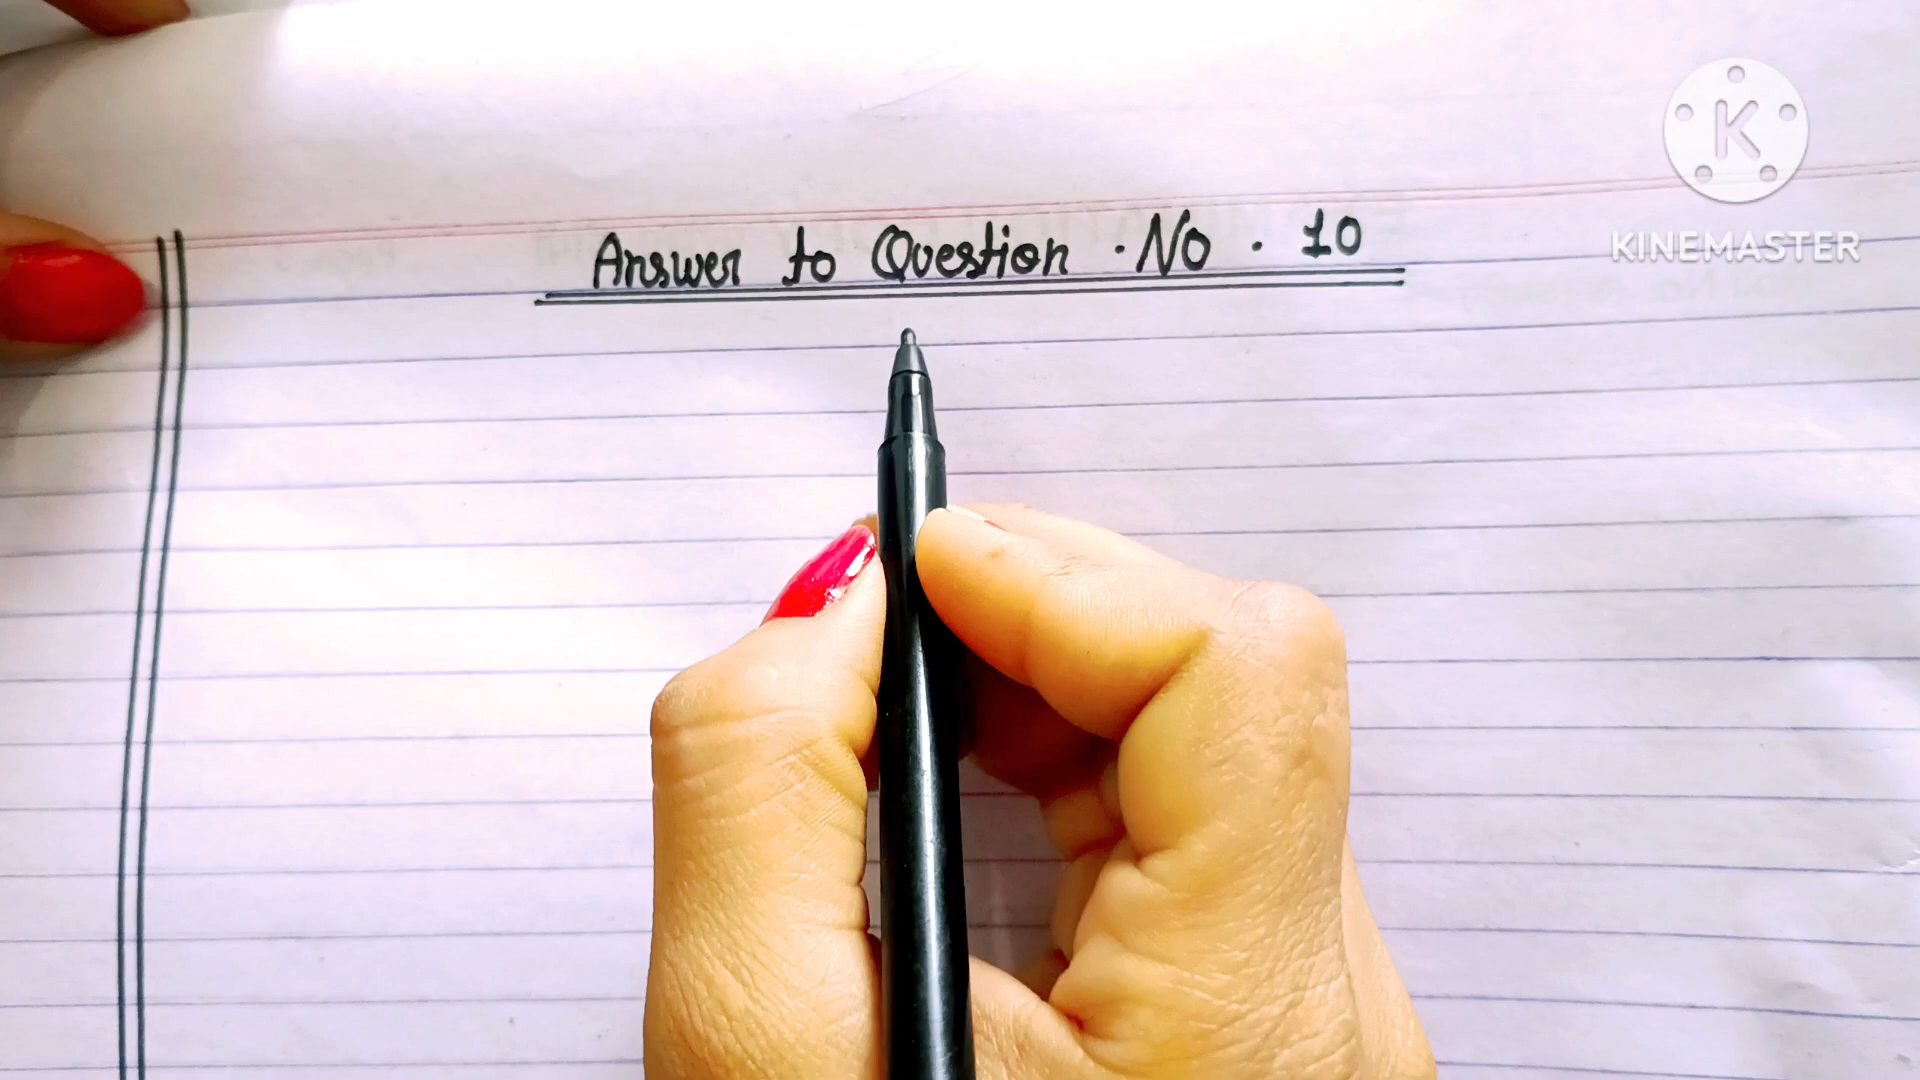 Answer to Question . No . 10
K
KINEMASTER